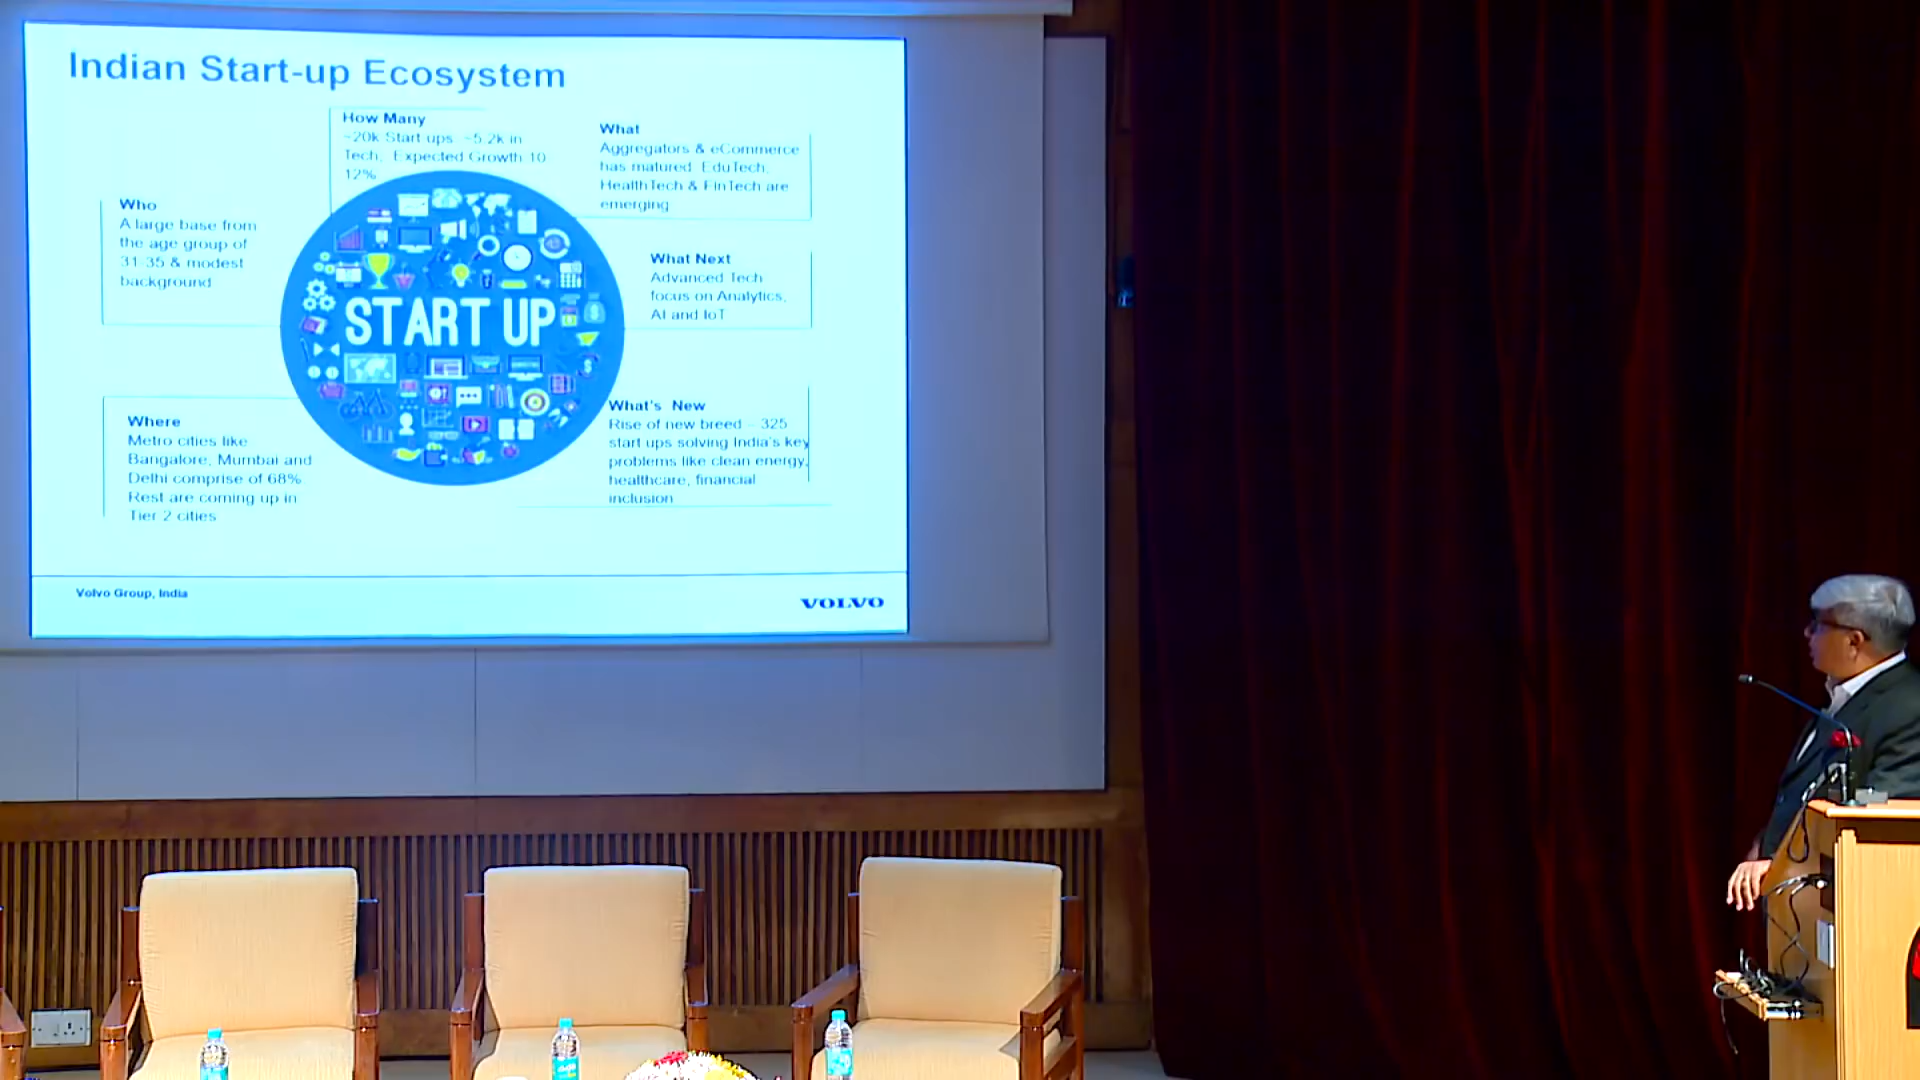 Indian Start-up Ecosystem
How Many
~20k Start ups ~5.2k in
Tech, Expected Growth 10
12%
What
Aggregators & eCommerce
has matured EduTech,
HealthTech & FinTech are
emerging
Who
A large base from
the age group of
31-35 & modest
background
What Next
Advanced Tech
focus on Analytics,
AI and IoT
START UP
Where
Metro cities like
Bangalore, Mumbai and
Delhi comprise of 68%
Rest are coming up in
Tier 2 cities
What's New
Rise of new breed – 325
start ups solving India's key
problems like clean energy,
healthcare, financial
inclusion
Volvo Group, India
VOLVO